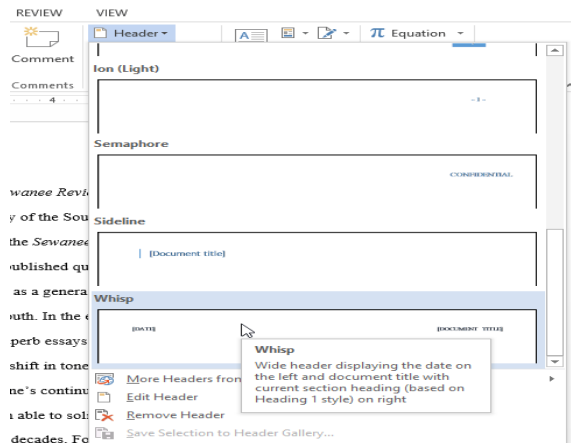 REVIEW VIEW
Header
Equation
Comment
Comments
4
Ion (Light)
-1-
Semaphore
CONFIDENTIAL
Sideline
[Document title]
Whisp
[DATE] [DOCUMENT TITLE]
Whisp
Wide header displaying the date on
the left and document title with
current section heading (based on
Heading 1 style) on right
More Headers from
Edit Header
Remove Header
Save Selection to Header Gallery...
wanee Revi
y of the Sou
the Sewanee
ublished qu
as a genera
outh. In the e
perb essays
shift in tone
ne's continu
able to sol
decades. Fo